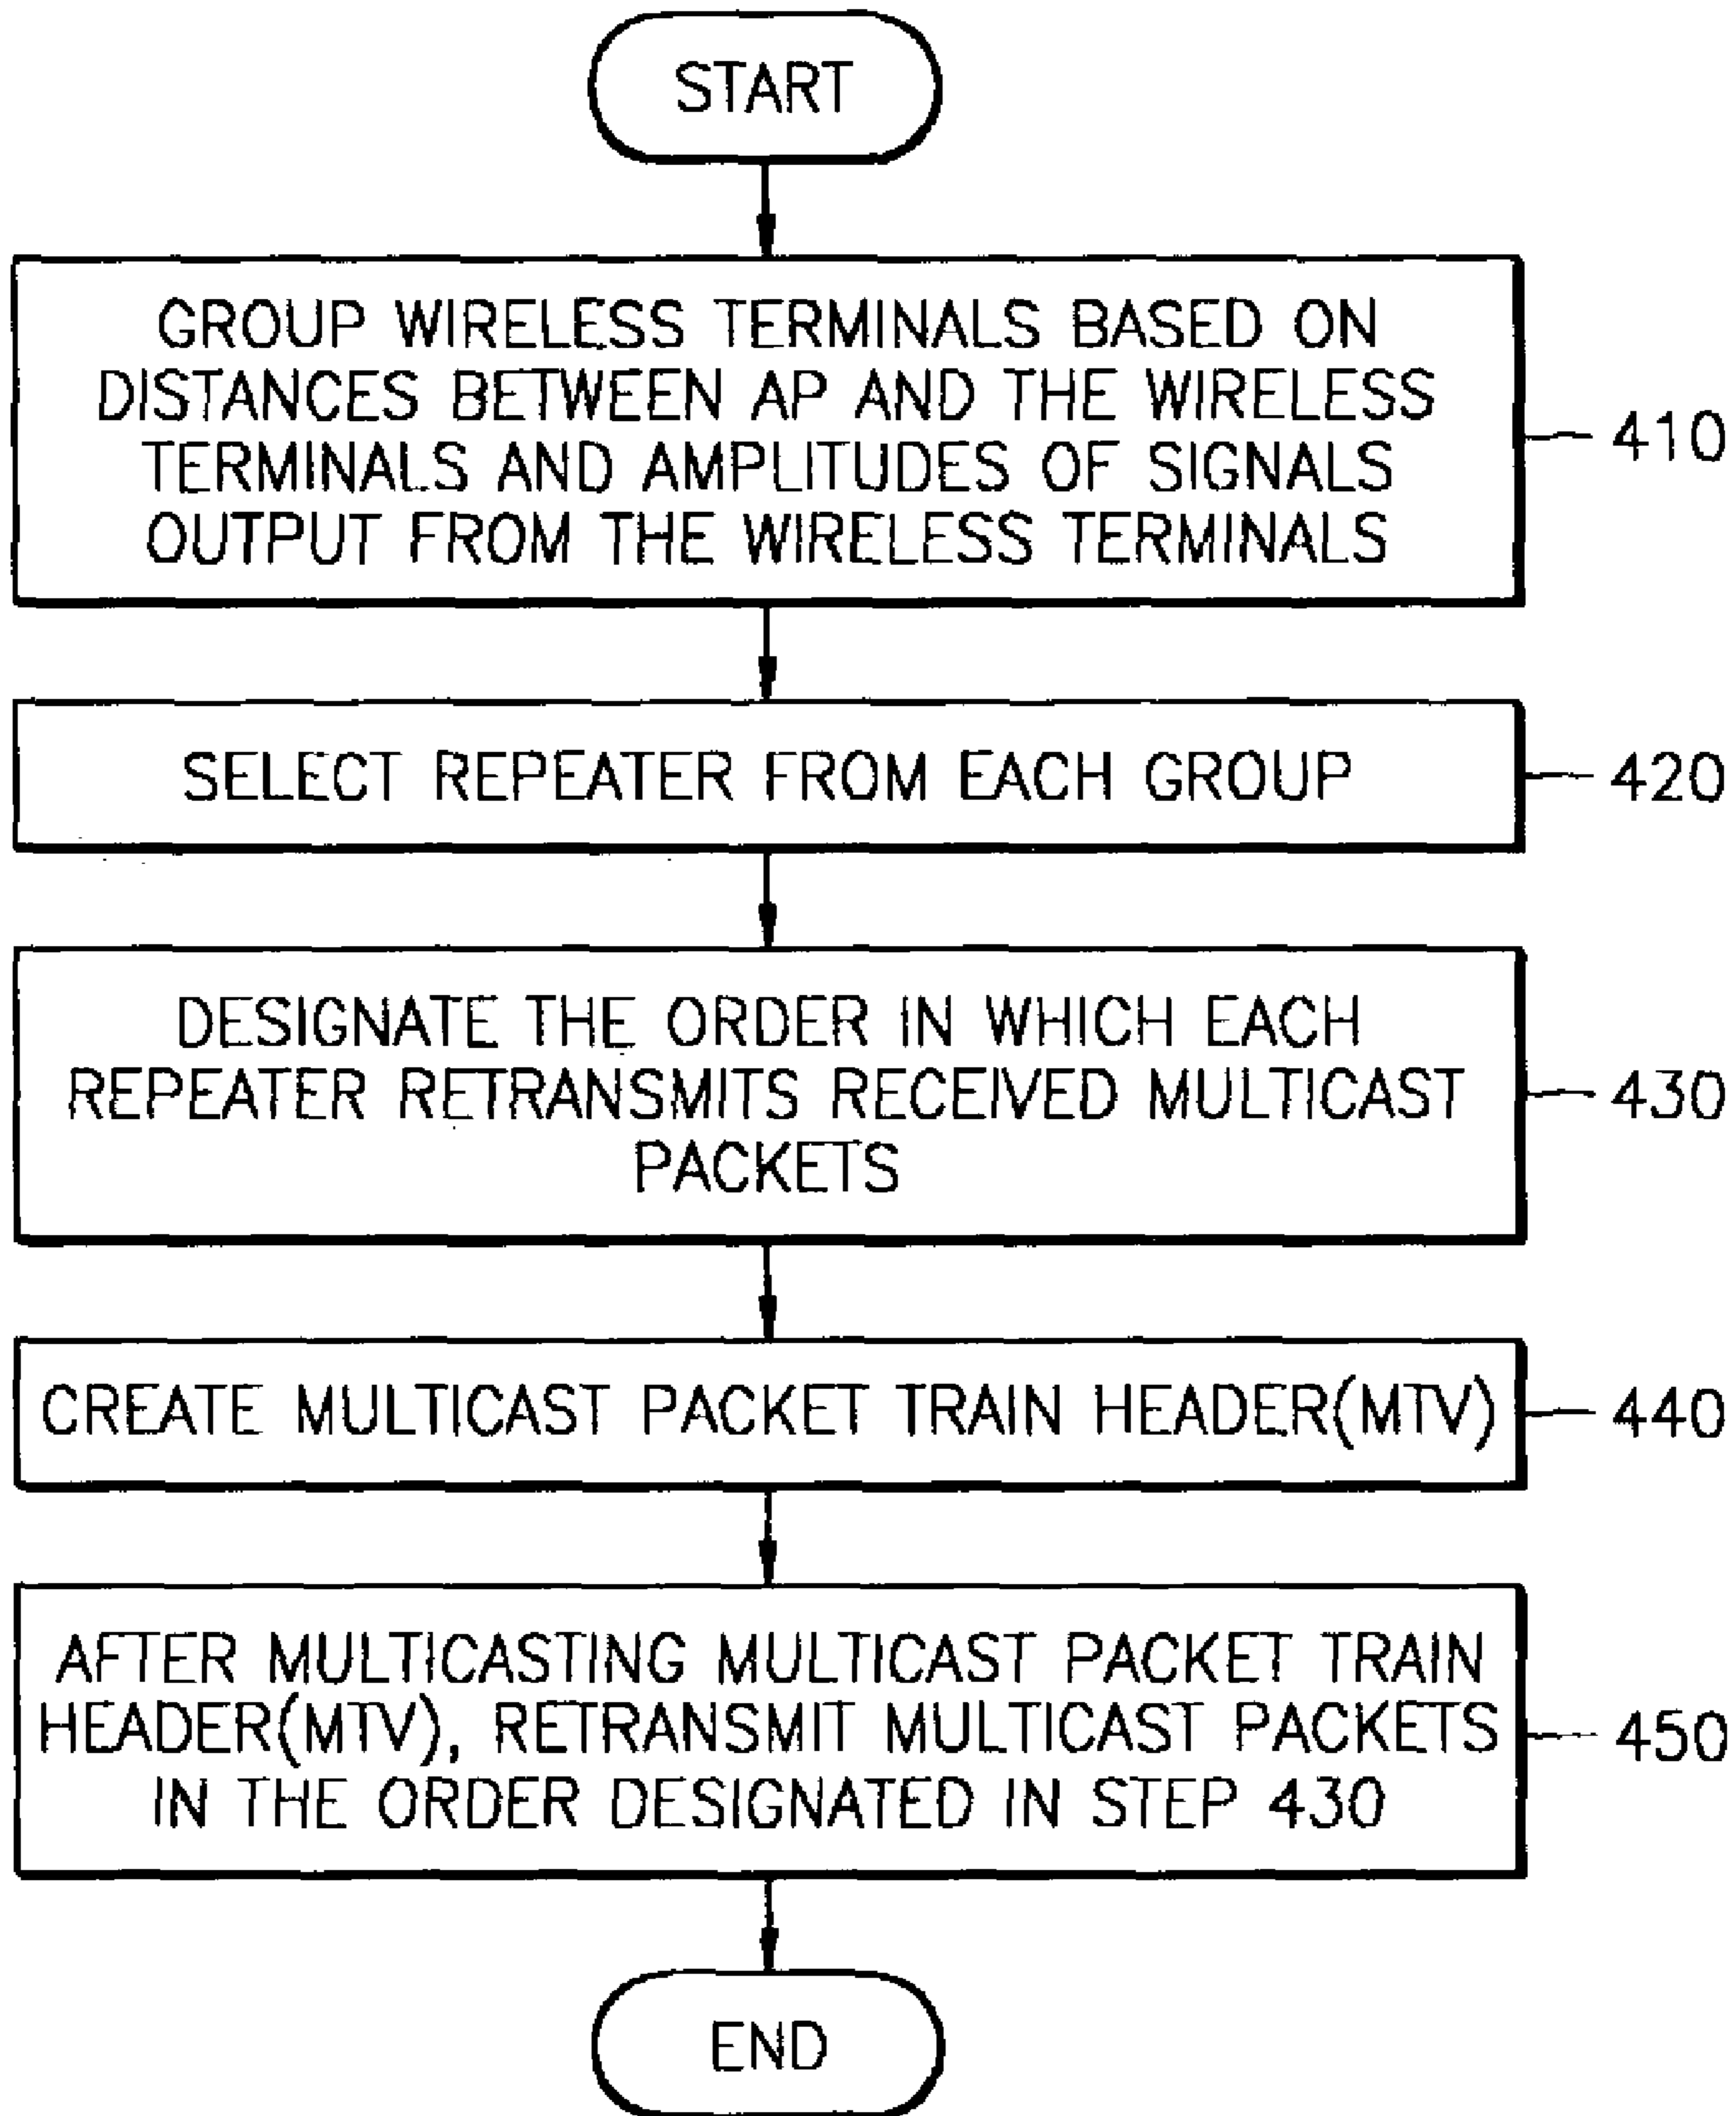 START
GROUP WIRELESS TERMINALS BASED ON
DISTANCES BETWEEN AP AND THE WIRELESS
TERMINALS AND AMPLITUDES OF SIGNALS
OUTPUT FROM THE WIRELESS TERMINALS
410
SELECT REPEATER FROM EACH GROUP
420
DESIGNATE THE ORDER IN WHICH EACH
REPEATER RETRANSMITS RECEIVED MULTICAST
PACKETS
430
CREATE MULTICAST PACKET TRAIN HEADER(MTV)
440
AFTER MULTICASTING MULTICAST PACKET TRAIN
HEADER(MTV), RETRANSMIT MULTICAST PACKETS
IN THE ORDER DESIGNATED IN STEP 430
450
END